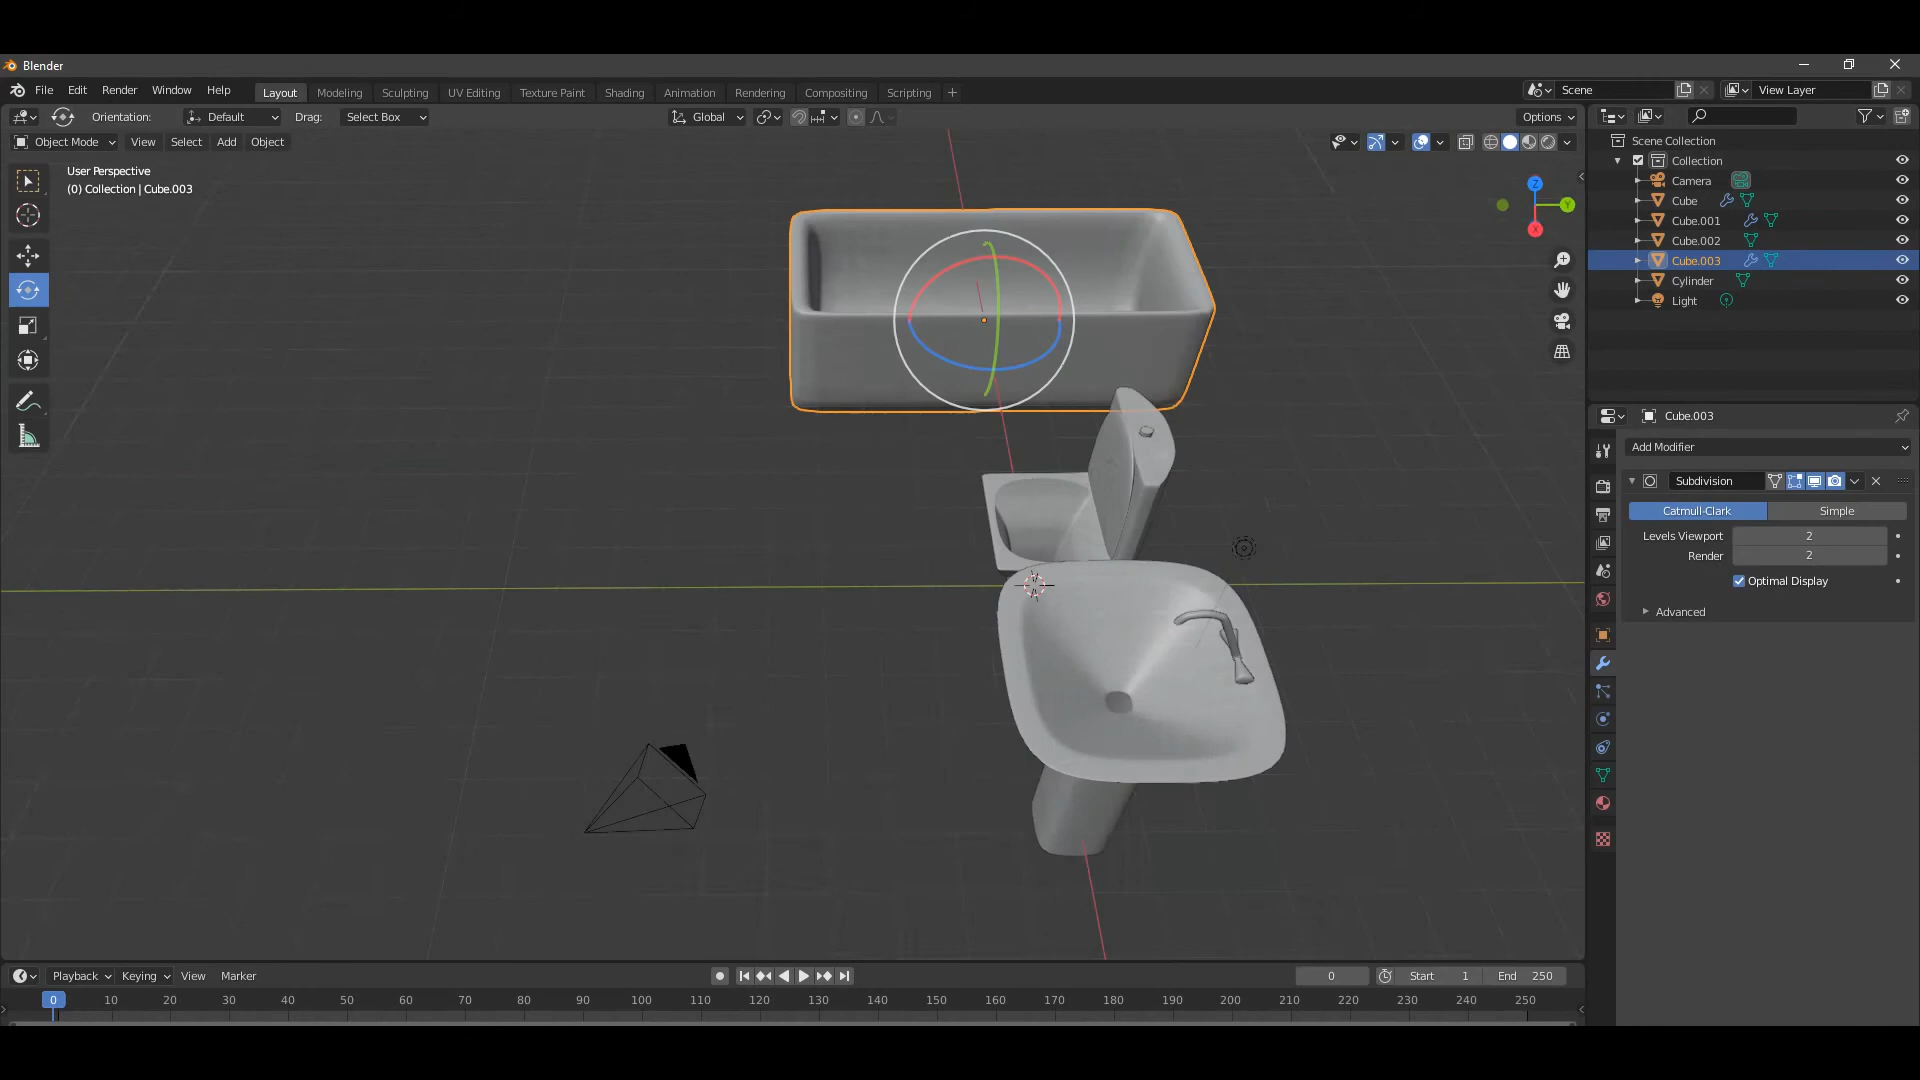 Blender
File Edit Render Window Help Layout Modeling Sculpting UV Editing Texture Paint Shading Animation Rendering Compositing Scripting + Scene View Layer
Orientation: Default Drag: Select Box Global Options
Object Mode View Select Add Object
User Perspective
(0) Collection | Cube.003
Z
Y
X
Scene Collection
Collection
Camera
Cube
Cube.001
Cube.002
Cube.003
Cylinder
Light
Cube.003
Add Modifier
Subdivision
Catmull-Clark Simple
Levels Viewport 2
Render 2
Optimal Display
Advanced
Playback Keying View Marker 0 Start 1 End 250
0 10 20 30 40 50 60 70 80 90 100 110 120 130 140 150 160 170 180 190 200 210 220 230 240 250